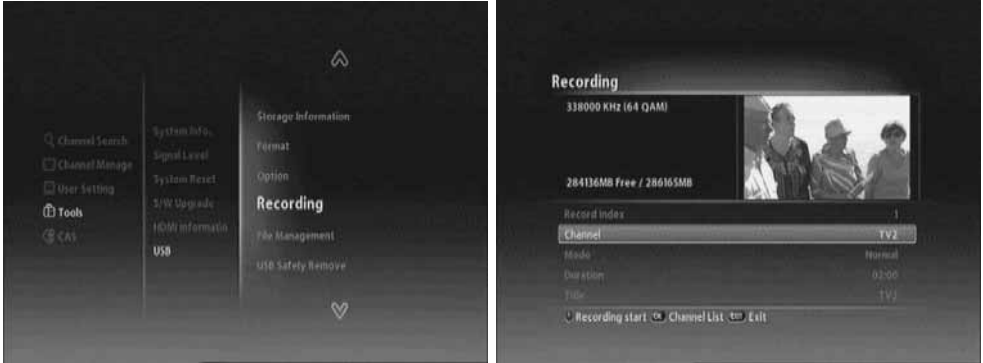 Storage Information
Channel Search
System Info.
Format
Channel Manage
Signal Level
Option
User Setting
System Reset
Tools
S/W Upgrade
Recording
CAS
HDMI Informatio
File Management
USB
USB Safety Remove
Recording
338000 KHz (64 QAM)
284136MB Free / 286165MB
Record Index 1
Channel TV2
Mode Normal
Duration 02:00
Title TV2
Recording start OK Channel List EXIT Exit